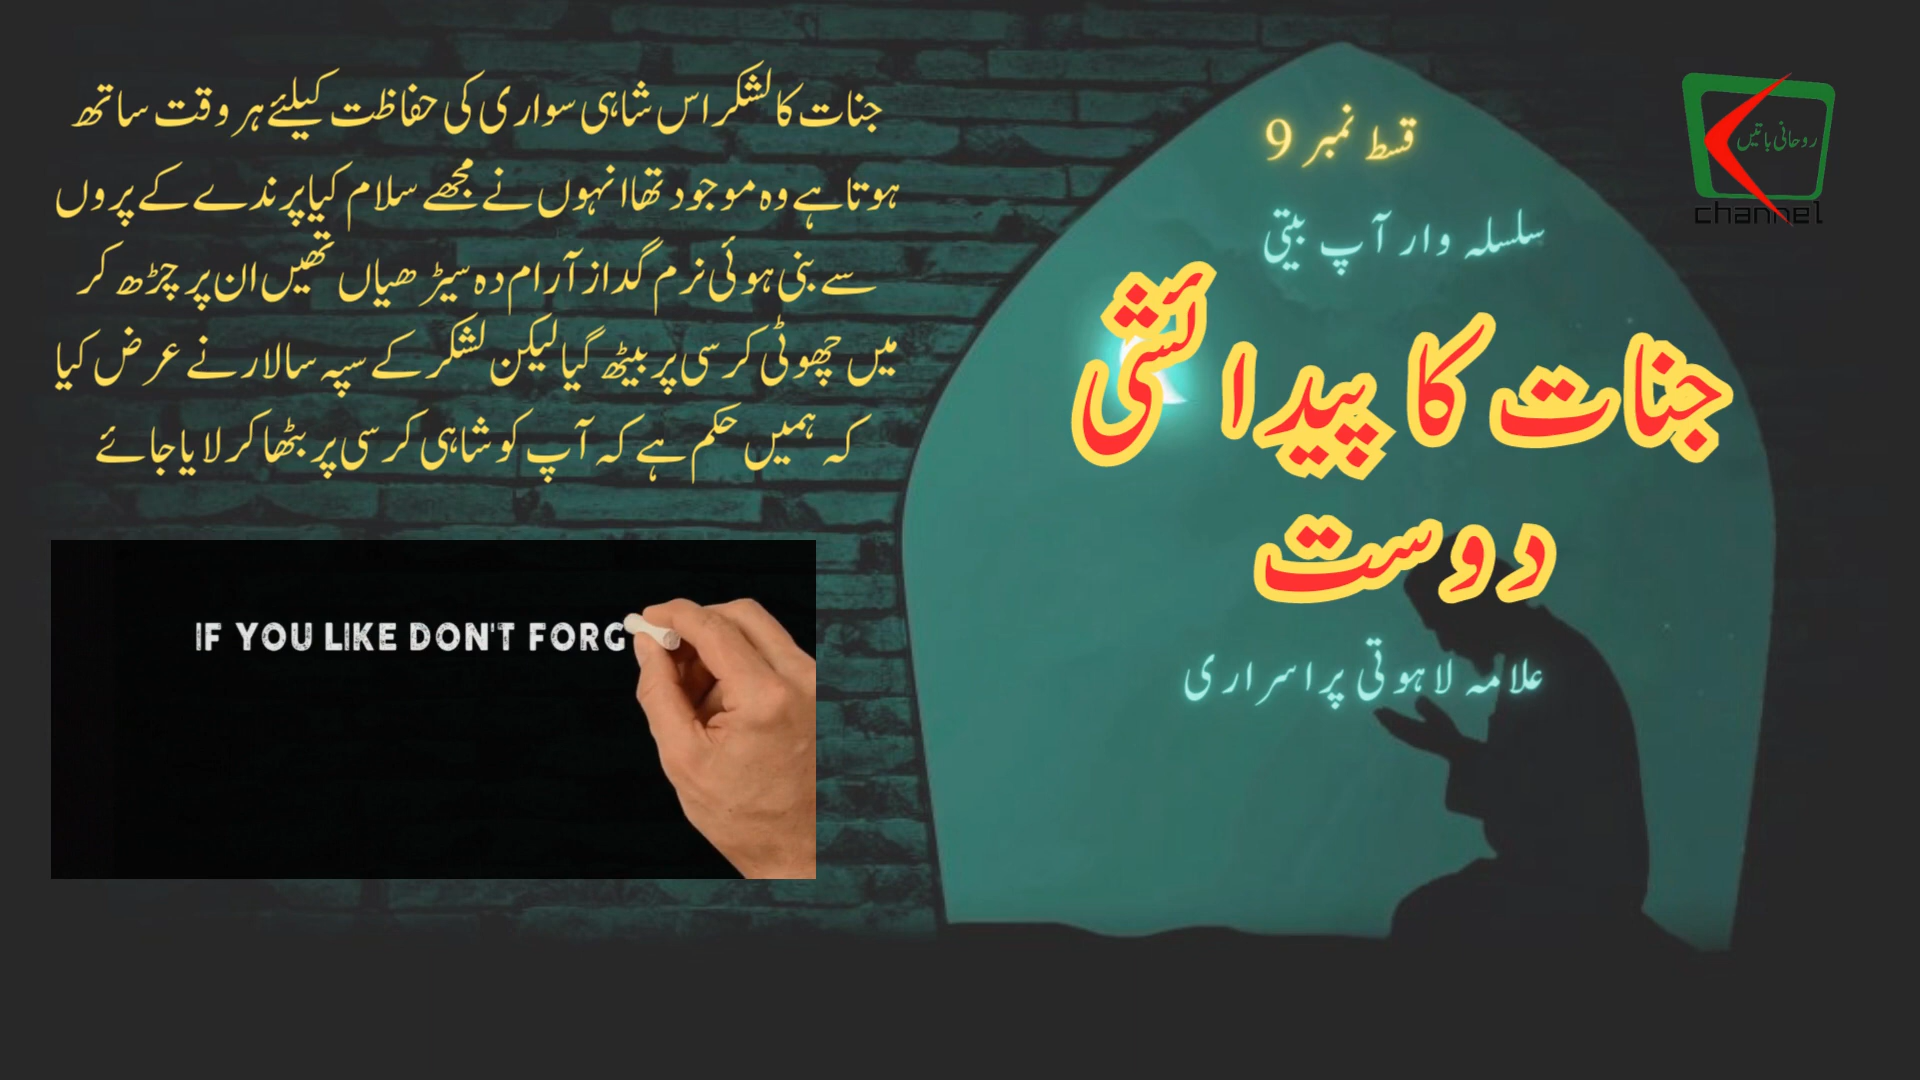 جنات کا لشکر اس شاہی سواری کی حفاظت کیلئے ہر وقت ساتھ
ہوتا ہے وہ موجود تھا انہوں نے مجھے سلام کیا پرندے کے پروں
سے بنی ہوئی نرم گداز آرام دہ سیڑھیاں تھیں ان پر چڑھ کر
میں چھوٹی کرسی پر بیٹھ گیا لیکن لشکر کے سپہ سالار نے عرض کیا
کہ ہمیں حکم ہے کہ آپ کو شاہی کرسی پر بٹھا کر لایا جائے
قسط نمبر 9
سلسلہ وار آپ بیتی
جنات کا پیدائشی
دوست
علامہ لاہوتی پراسراری
روحانی باتیں
channel
IF YOU LIKE DON'T FORG